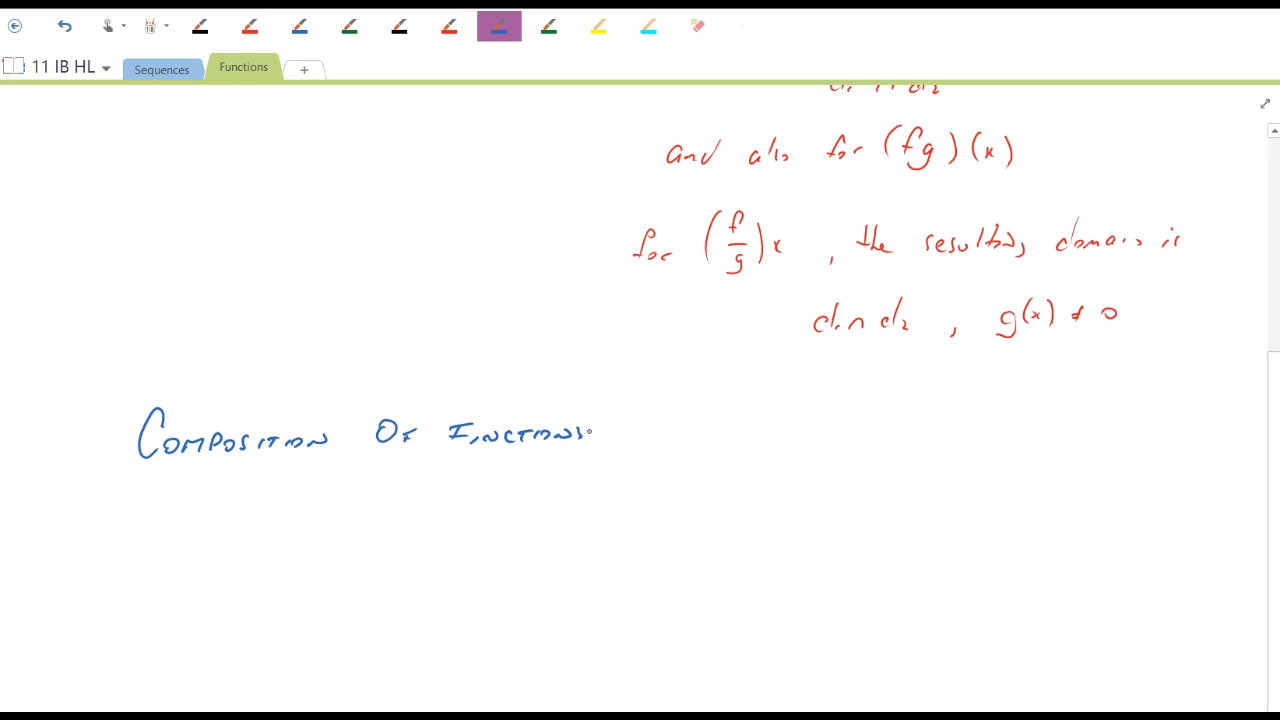 11 IB HL
Sequences
Functions
and also for (fg)(x)
for (f/g)x, the resulting domain is
d₁∩d₂, g(x) ≠ 0
COMPOSITION OF FUNCTIONS